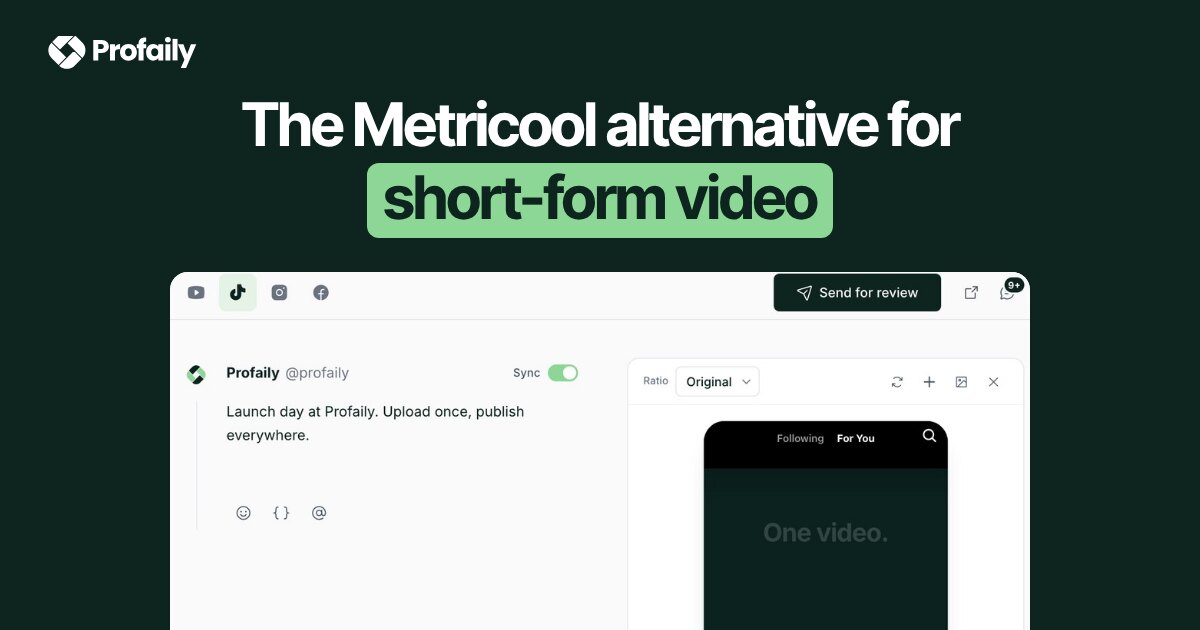 Profaily
The Metricool alternative for
short-form video
Send for review
9+
Profaily @profaily
Sync
Launch day at Profaily. Upload once, publish
everywhere.
{ }
@
Ratio
Original
Following For You
One video.